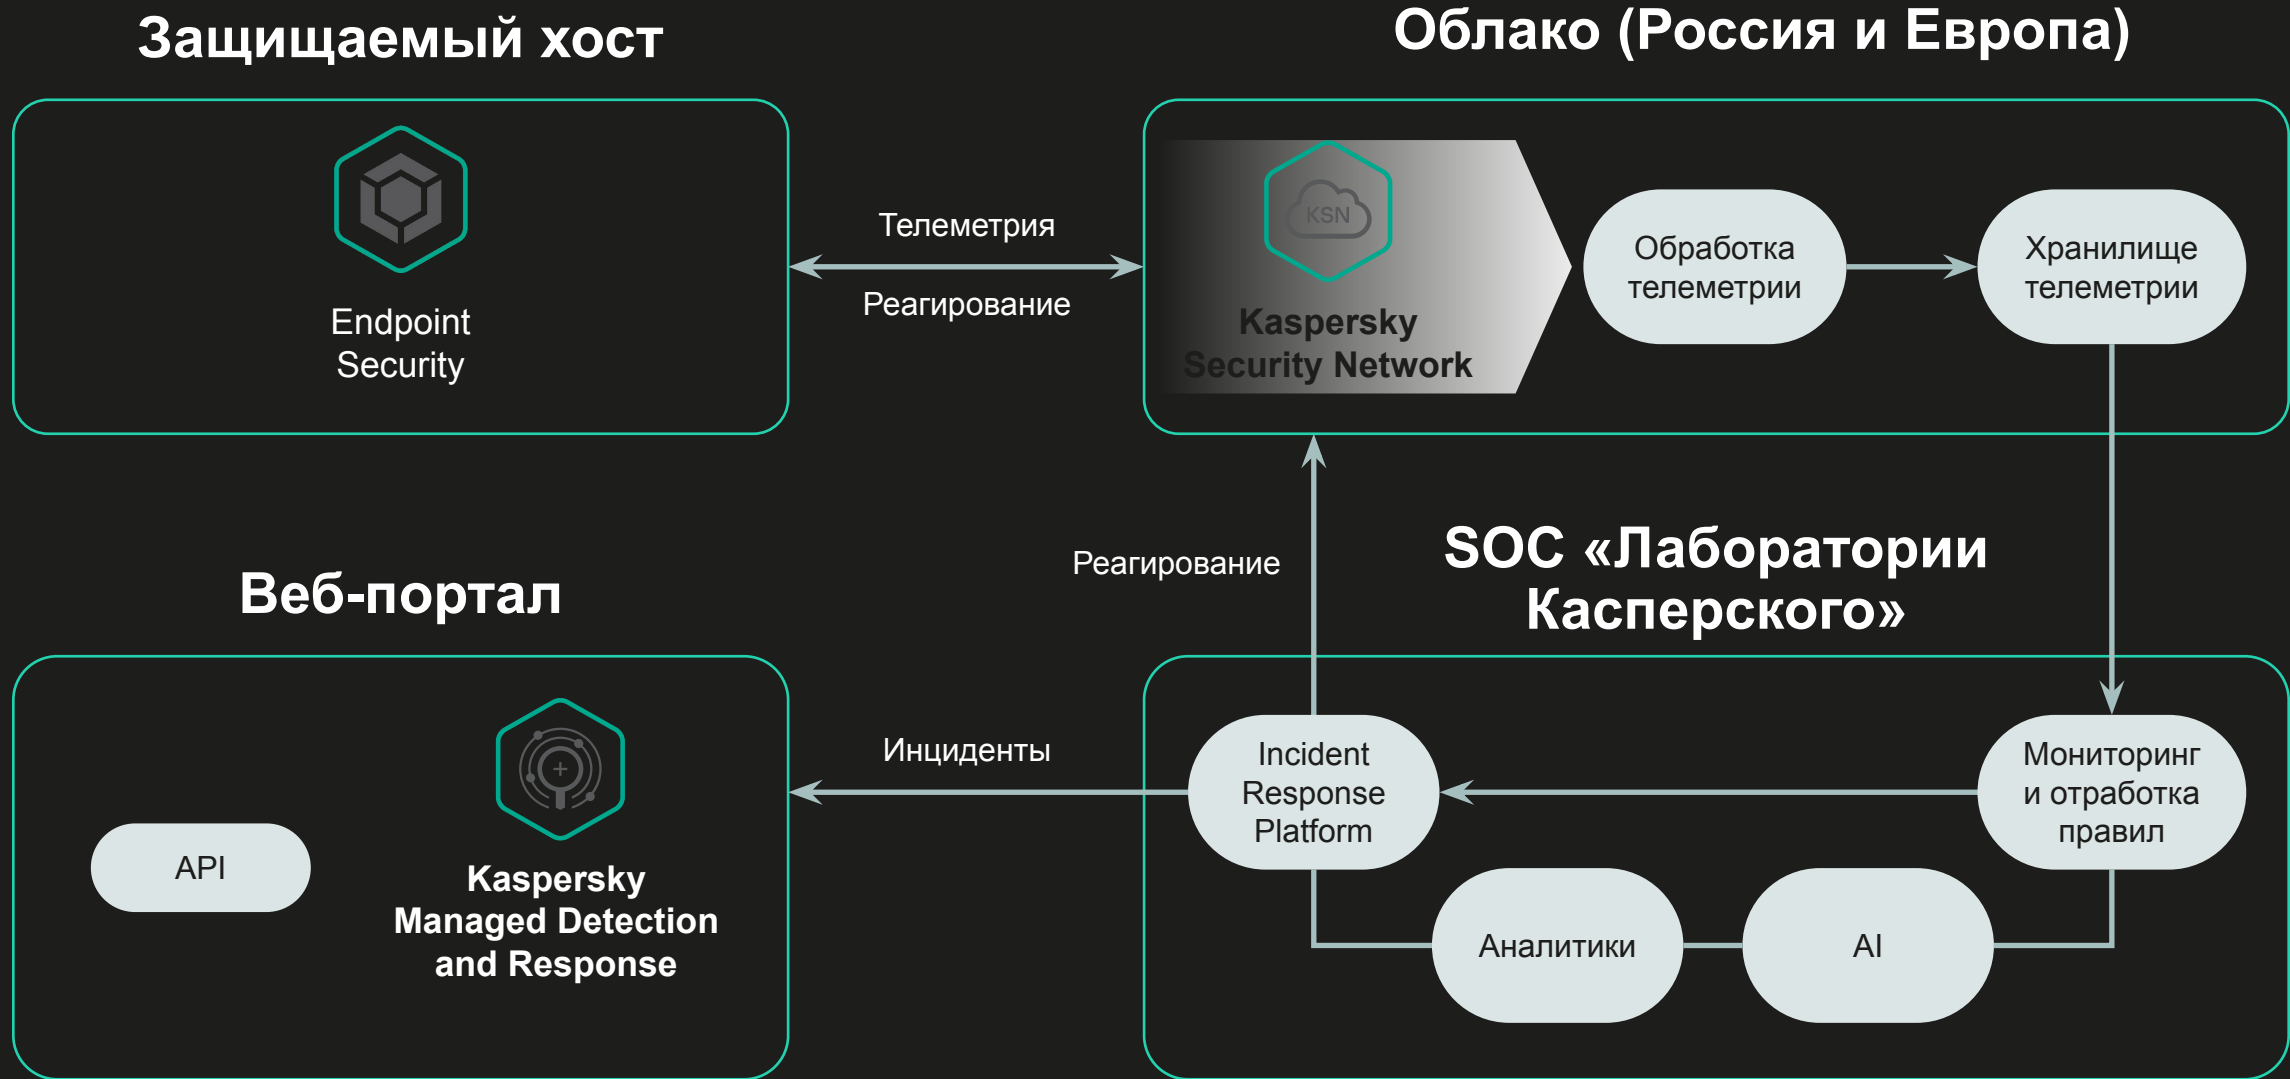 Защищаемый хост
Облако (Россия и Европа)
Endpoint
Security
Телеметрия
Реагирование
KSN
Kaspersky
Security Network
Обработка
телеметрии
Хранилище
телеметрии
Реагирование
Веб-портал
SOC «Лаборатории
Касперского»
API
Kaspersky
Managed Detection
and Response
Инциденты
Incident
Response
Platform
Мониторинг
и отработка
правил
Аналитики
AI